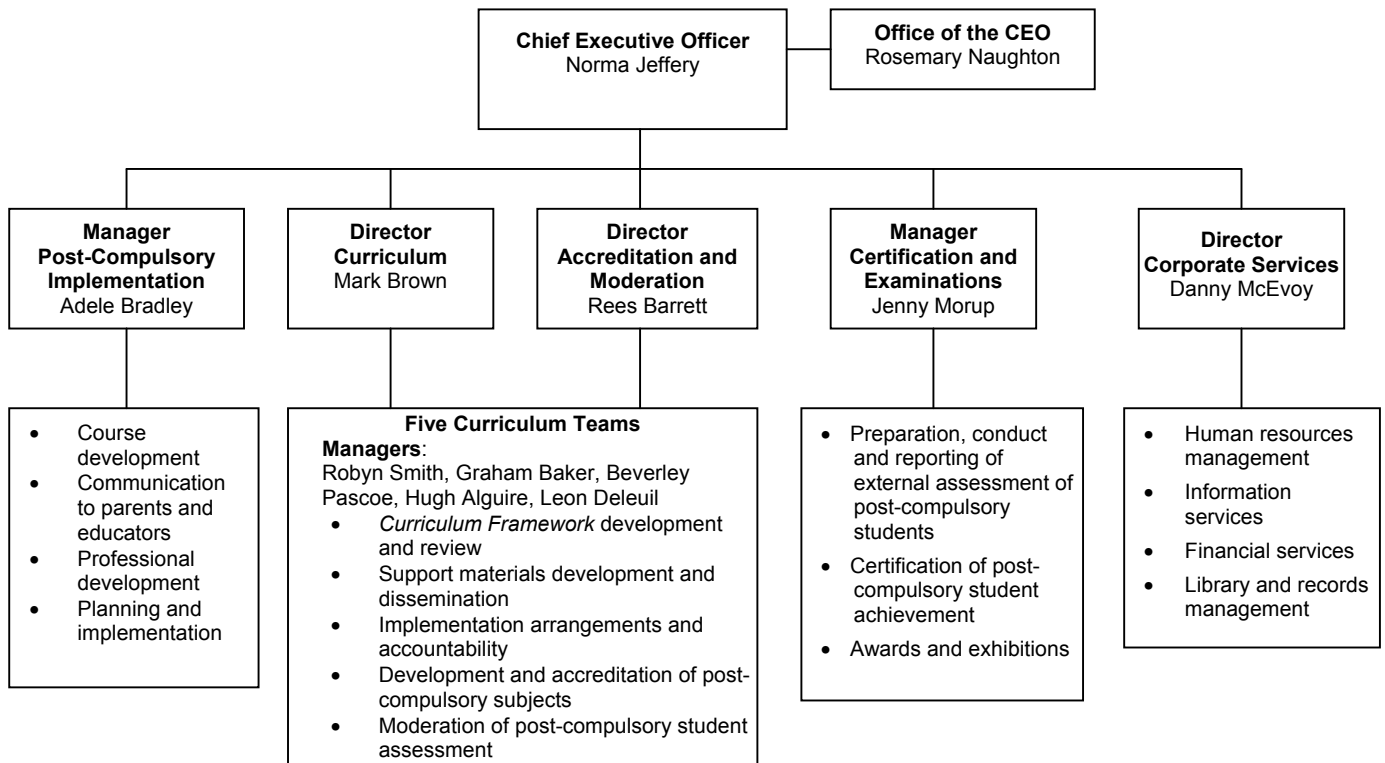 Chief Executive Officer
Norma Jeffery
Office of the CEO
Rosemary Naughton
Manager
Post-Compulsory
Implementation
Adele Bradley
Director
Curriculum
Mark Brown
Director
Accreditation and
Moderation
Rees Barrett
Manager
Certification and
Examinations
Jenny Morup
Director
Corporate Services
Danny McEvoy
• Course
development
• Communication
to parents and
educators
• Professional
development
• Planning and
implementation
Five Curriculum Teams
Managers:
Robyn Smith, Graham Baker, Beverley
Pascoe, Hugh Alguire, Leon Deleuil
• Curriculum Framework development
and review
• Support materials development and
dissemination
• Implementation arrangements and
accountability
• Development and accreditation of post-
compulsory subjects
• Moderation of post-compulsory student
assessment
• Preparation, conduct
and reporting of
external assessment of
post-compulsory
students
• Certification of post-
compulsory student
achievement
• Awards and exhibitions
• Human resources
management
• Information
services
• Financial services
• Library and records
management